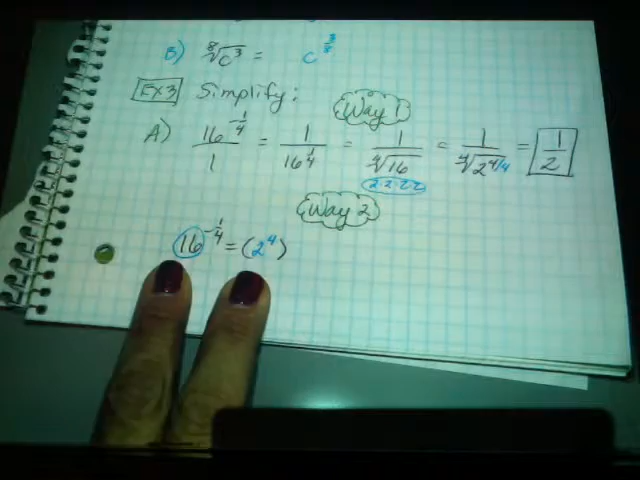 B) ⁸√c³ = c^(3/8)
EX3 Simplify:
Way 1
A) 16^(-1/4) / 1 = 1 / 16^(1/4) = 1 / ⁴√16 = 1 / ⁴√2^(4/4) = 1/2
2·2·2·2
Way 2
16^(-1/4) = (2⁴)